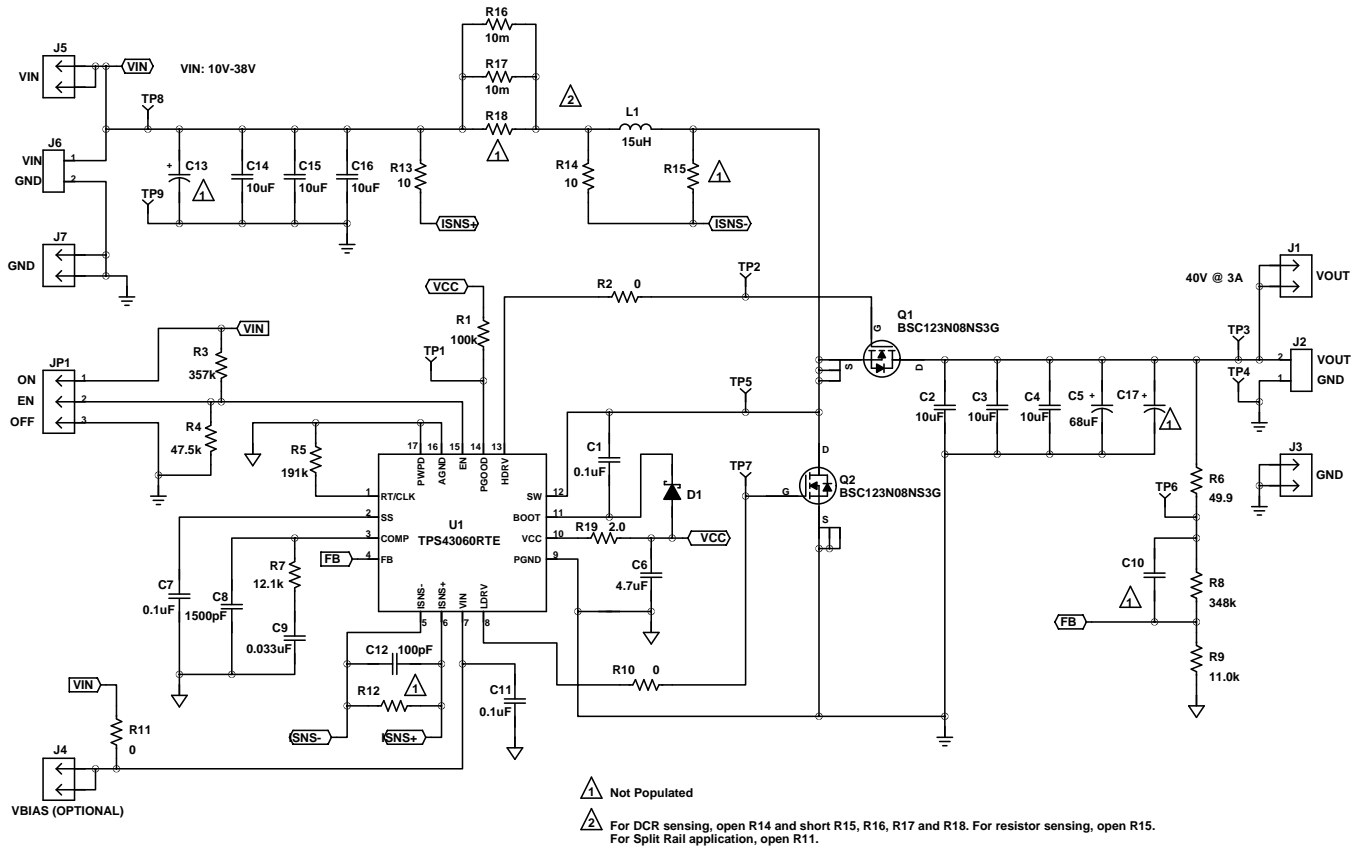 J5
VIN
VIN
VIN: 10V-38V
TP8
J6
VIN
1
GND
2
TP9
J7
GND
+
C13
1
C14
10uF
C15
10uF
C16
10uF
R13
10
ISNS+
R16
10m
R17
10m
R18
1
2
L1
15uH
R14
10
R15
1
ISNS-
VCC
R1
100k
TP1
R2
0
TP2
G
S
D
Q1
BSC123N08NS3G
40V @ 3A
J1
VOUT
TP3
J2
VOUT
2
GND
1
TP4
J3
GND
VIN
JP1
ON
1
EN
2
OFF
3
R3
357k
R4
47.5k
R5
191k
17
PWPD
16
AGND
15
EN
14
PGOOD
13
HDRV
1
RT/CLK
2
SS
3
COMP
4
FB
FB
U1
TPS43060RTE
SW
12
BOOT
11
VCC
10
PGND
9
ISNS-
5
ISNS+
6
VIN
7
LDRV
8
C1
0.1uF
TP5
D1
R19
2.0
VCC
C6
4.7uF
TP7
G
D
S
Q2
BSC123N08NS3G
C2
10uF
C3
10uF
C4
10uF
C5
+
68uF
C17
+
1
R6
49.9
TP6
C10
1
R8
348k
FB
R9
11.0k
C7
0.1uF
C8
1500pF
R7
12.1k
C9
0.033uF
C12
100pF
R12
1
ISNS-
ISNS+
C11
0.1uF
R10
0
VIN
R11
0
J4
VBIAS (OPTIONAL)
1
Not Populated
2
For DCR sensing, open R14 and short R15, R16, R17 and R18. For resistor sensing, open R15.
For Split Rail application, open R11.